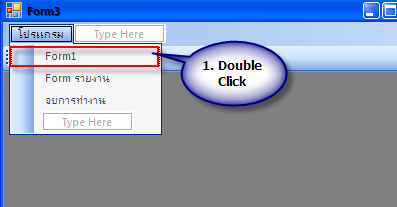 Form3
โปรแกรม
Type Here
Form1
Form รายงาน
จบการทำงาน
Type Here
1. Double
Click